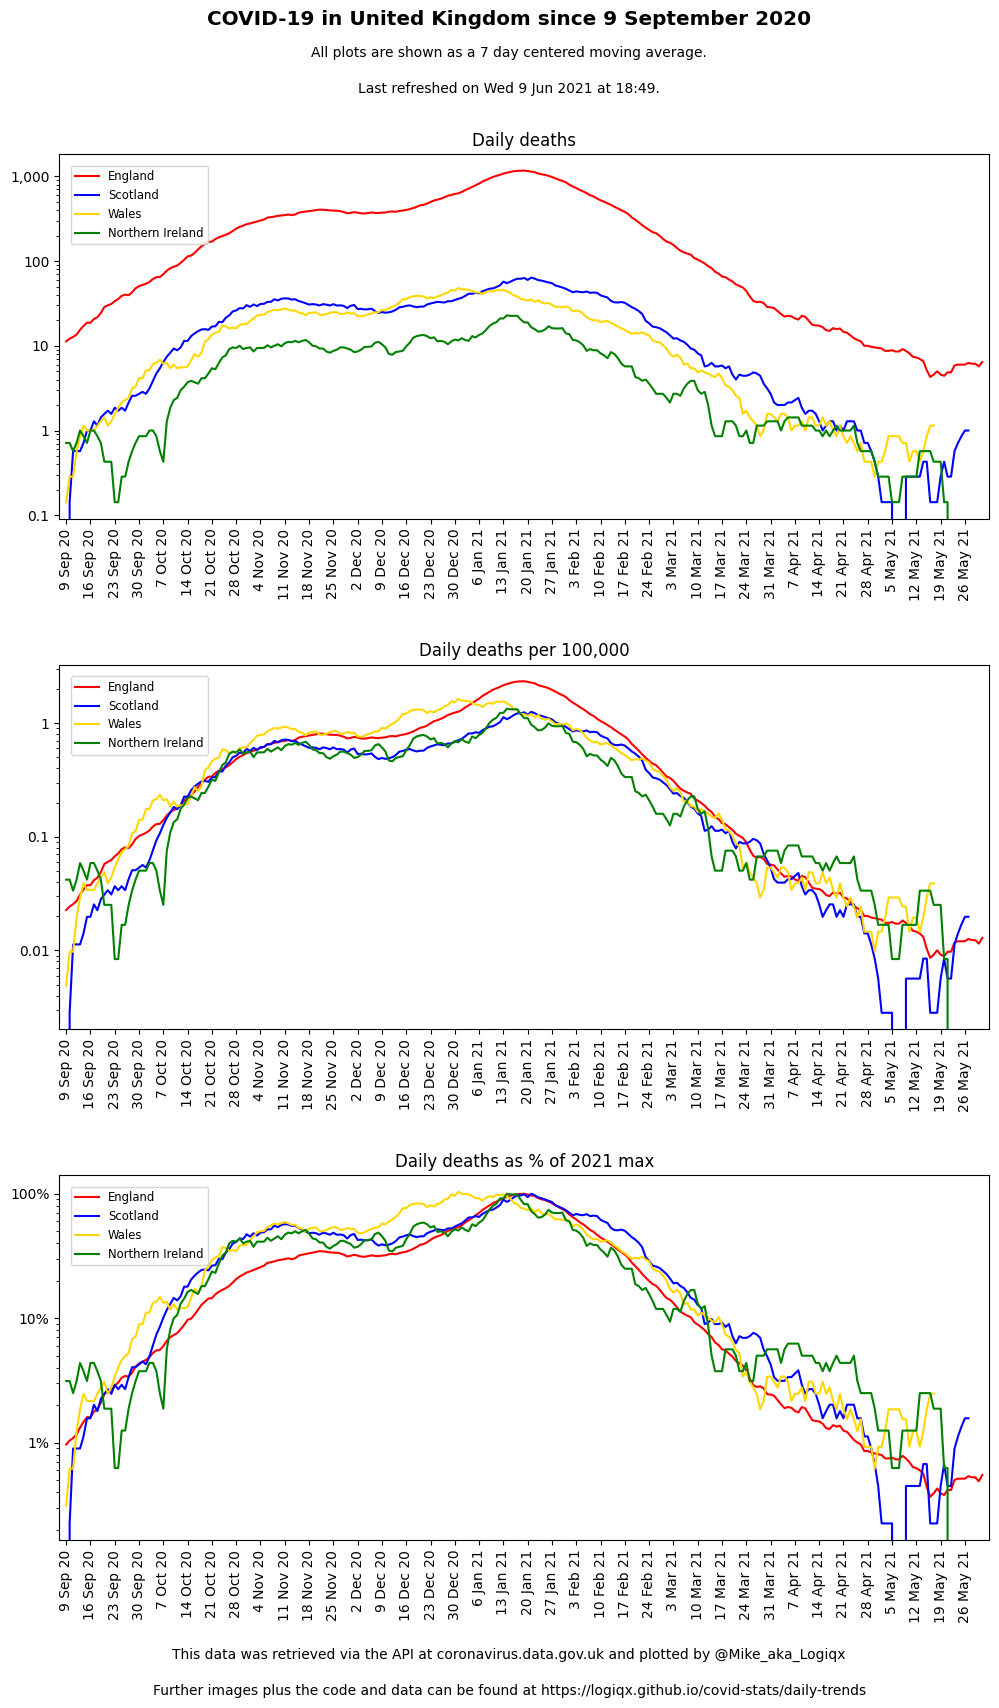 COVID-19 in United Kingdom since 9 September 2020
All plots are shown as a 7 day centered moving average.
Last refreshed on Wed 9 Jun 2021 at 18:49.
Daily deaths
England
Scotland
Wales
Northern Ireland
1,000
100
10
1
0.1
9 Sep 20
16 Sep 20
23 Sep 20
30 Sep 20
7 Oct 20
14 Oct 20
21 Oct 20
28 Oct 20
4 Nov 20
11 Nov 20
18 Nov 20
25 Nov 20
2 Dec 20
9 Dec 20
16 Dec 20
23 Dec 20
30 Dec 20
6 Jan 21
13 Jan 21
20 Jan 21
27 Jan 21
3 Feb 21
10 Feb 21
17 Feb 21
24 Feb 21
3 Mar 21
10 Mar 21
17 Mar 21
24 Mar 21
31 Mar 21
7 Apr 21
14 Apr 21
21 Apr 21
28 Apr 21
5 May 21
12 May 21
19 May 21
26 May 21
Daily deaths per 100,000
England
Scotland
Wales
Northern Ireland
1
0.1
0.01
9 Sep 20
16 Sep 20
23 Sep 20
30 Sep 20
7 Oct 20
14 Oct 20
21 Oct 20
28 Oct 20
4 Nov 20
11 Nov 20
18 Nov 20
25 Nov 20
2 Dec 20
9 Dec 20
16 Dec 20
23 Dec 20
30 Dec 20
6 Jan 21
13 Jan 21
20 Jan 21
27 Jan 21
3 Feb 21
10 Feb 21
17 Feb 21
24 Feb 21
3 Mar 21
10 Mar 21
17 Mar 21
24 Mar 21
31 Mar 21
7 Apr 21
14 Apr 21
21 Apr 21
28 Apr 21
5 May 21
12 May 21
19 May 21
26 May 21
Daily deaths as % of 2021 max
England
Scotland
Wales
Northern Ireland
100%
10%
1%
9 Sep 20
16 Sep 20
23 Sep 20
30 Sep 20
7 Oct 20
14 Oct 20
21 Oct 20
28 Oct 20
4 Nov 20
11 Nov 20
18 Nov 20
25 Nov 20
2 Dec 20
9 Dec 20
16 Dec 20
23 Dec 20
30 Dec 20
6 Jan 21
13 Jan 21
20 Jan 21
27 Jan 21
3 Feb 21
10 Feb 21
17 Feb 21
24 Feb 21
3 Mar 21
10 Mar 21
17 Mar 21
24 Mar 21
31 Mar 21
7 Apr 21
14 Apr 21
21 Apr 21
28 Apr 21
5 May 21
12 May 21
19 May 21
26 May 21
This data was retrieved via the API at coronavirus.data.gov.uk and plotted by @Mike_aka_Logiqx
Further images plus the code and data can be found at https://logiqx.github.io/covid-stats/daily-trends